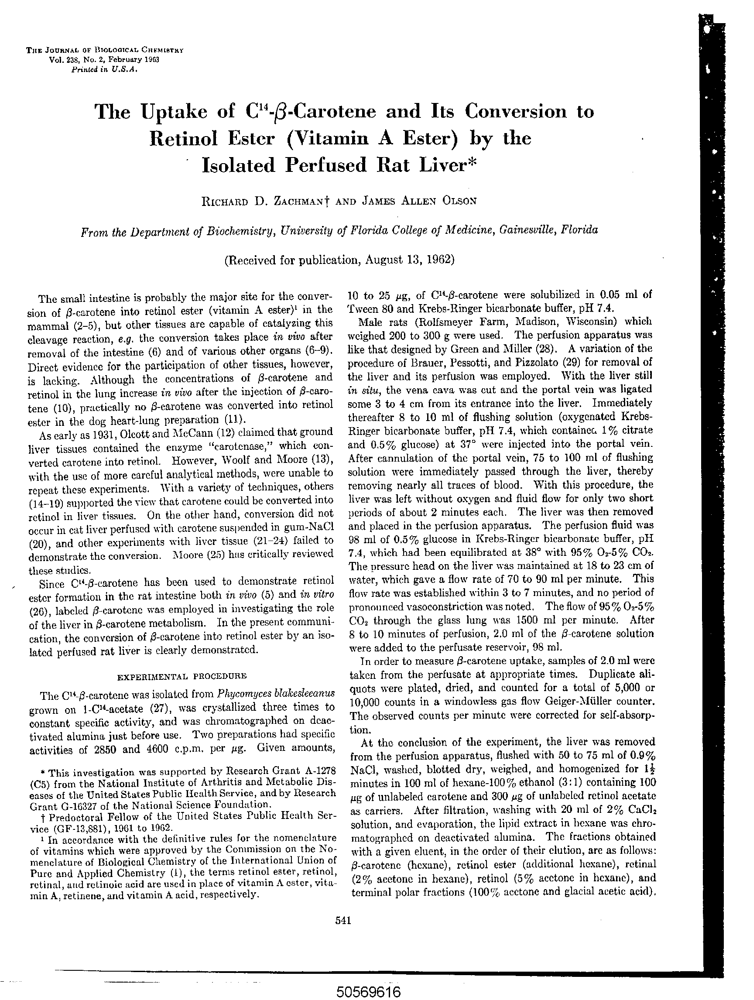 THE JOURNAL OF BIOLOGICAL CHEMISTRY
Vol. 238, No. 2, February 1963
Printed in U.S.A.
The Uptake of C¹⁴-β-Carotene and Its Conversion to
Retinol Ester (Vitamin A Ester) by the
Isolated Perfused Rat Liver*
RICHARD D. ZACHMAN† AND JAMES ALLEN OLSON
From the Department of Biochemistry, University of Florida College of Medicine, Gainesville, Florida
(Received for publication, August 13, 1962)
The small intestine is probably the major site for the conver-
sion of β-carotene into retinol ester (vitamin A ester)¹ in the
mammal (2-5), but other tissues are capable of catalyzing this
cleavage reaction, e.g. the conversion takes place in vivo after
removal of the intestine (6) and of various other organs (6-9).
Direct evidence for the participation of other tissues, however,
is lacking. Although the concentrations of β-carotene and
retinol in the lung increase in vivo after the injection of β-caro-
tene (10), practically no β-carotene was converted into retinol
ester in the dog heart-lung preparation (11).
As early as 1931, Olcott and McCann (12) claimed that ground
liver tissues contained the enzyme "carotenase," which con-
verted carotene into retinol. However, Woolf and Moore (13),
with the use of more careful analytical methods, were unable to
repeat these experiments. With a variety of techniques, others
(14-19) supported the view that carotene could be converted into
retinol in liver tissues. On the other hand, conversion did not
occur in cat liver perfused with carotene suspended in gum-NaCl
(20), and other experiments with liver tissue (21-24) failed to
demonstrate the conversion. Moore (25) has critically reviewed
these studies.
Since C¹⁴-β-carotene has been used to demonstrate retinol
ester formation in the rat intestine both in vivo (5) and in vitro
(26), labeled β-carotene was employed in investigating the role
of the liver in β-carotene metabolism. In the present communi-
cation, the conversion of β-carotene into retinol ester by an iso-
lated perfused rat liver is clearly demonstrated.
EXPERIMENTAL PROCEDURE
The C¹⁴-β-carotene was isolated from Phycomyces blakesleeanus
grown on 1-C¹⁴-acetate (27), was crystallized three times to
constant specific activity, and was chromatographed on deac-
tivated alumina just before use. Two preparations had specific
activities of 2850 and 4600 c.p.m. per μg. Given amounts,
* This investigation was supported by Research Grant A-1278
(C5) from the National Institute of Arthritis and Metabolic Dis-
eases of the United States Public Health Service, and by Research
Grant G-16327 of the National Science Foundation.
† Predoctoral Fellow of the United States Public Health Ser-
vice (GF-13,881), 1961 to 1962.
¹ In accordance with the definitive rules for the nomenclature
of vitamins which were approved by the Commission on the No-
menclature of Biological Chemistry of the International Union of
Pure and Applied Chemistry (1), the terms retinol ester, retinol,
retinal, and retinoic acid are used in place of vitamin A ester, vita-
min A, retinene, and vitamin A acid, respectively.
10 to 25 μg, of C¹⁴-β-carotene were solubilized in 0.05 ml of
Tween 80 and Krebs-Ringer bicarbonate buffer, pH 7.4.
Male rats (Rolfsmeyer Farm, Madison, Wisconsin) which
weighed 200 to 300 g were used. The perfusion apparatus was
like that designed by Green and Miller (28). A variation of the
procedure of Brauer, Pessotti, and Pizzolato (29) for removal of
the liver and its perfusion was employed. With the liver still
in situ, the vena cava was cut and the portal vein was ligated
some 3 to 4 cm from its entrance into the liver. Immediately
thereafter 8 to 10 ml of flushing solution (oxygenated Krebs-
Ringer bicarbonate buffer, pH 7.4, which contained 1% citrate
and 0.5% glucose) at 37° were injected into the portal vein.
After cannulation of the portal vein, 75 to 100 ml of flushing
solution were immediately passed through the liver, thereby
removing nearly all traces of blood. With this procedure, the
liver was left without oxygen and fluid flow for only two short
periods of about 2 minutes each. The liver was then removed
and placed in the perfusion apparatus. The perfusion fluid was
98 ml of 0.5% glucose in Krebs-Ringer bicarbonate buffer, pH
7.4, which had been equilibrated at 38° with 95% O₂-5% CO₂.
The pressure head on the liver was maintained at 18 to 23 cm of
water, which gave a flow rate of 70 to 90 ml per minute. This
flow rate was established within 3 to 7 minutes, and no period of
pronounced vasoconstriction was noted. The flow of 95% O₂-5%
CO₂ through the glass lung was 1500 ml per minute. After
8 to 10 minutes of perfusion, 2.0 ml of the β-carotene solution
were added to the perfusate reservoir, 98 ml.
In order to measure β-carotene uptake, samples of 2.0 ml were
taken from the perfusate at appropriate times. Duplicate ali-
quots were plated, dried, and counted for a total of 5,000 or
10,000 counts in a windowless gas flow Geiger-Müller counter.
The observed counts per minute were corrected for self-absorp-
tion.
At the conclusion of the experiment, the liver was removed
from the perfusion apparatus, flushed with 50 to 75 ml of 0.9%
NaCl, washed, blotted dry, weighed, and homogenized for 1½
minutes in 100 ml of hexane-100% ethanol (3:1) containing 100
μg of unlabeled carotene and 300 μg of unlabeled retinol acetate
as carriers. After filtration, washing with 20 ml of 2% CaCl₂
solution, and evaporation, the lipid extract in hexane was chro-
matographed on deactivated alumina. The fractions obtained
with a given eluent, in the order of their elution, are as follows:
β-carotene (hexane), retinol ester (additional hexane), retinal
(2% acetone in hexane), retinol (5% acetone in hexane), and
terminal polar fractions (100% acetone and glacial acetic acid).
541
50569616